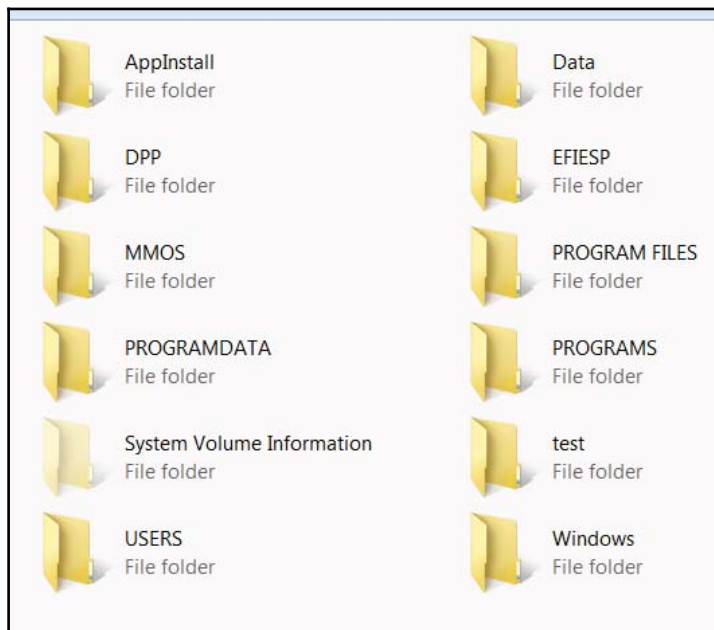 AppInstall
File folder
Data
File folder
DPP
File folder
EFIESP
File folder
MMOS
File folder
PROGRAM FILES
File folder
PROGRAMDATA
File folder
PROGRAMS
File folder
System Volume Information
File folder
test
File folder
USERS
File folder
Windows
File folder